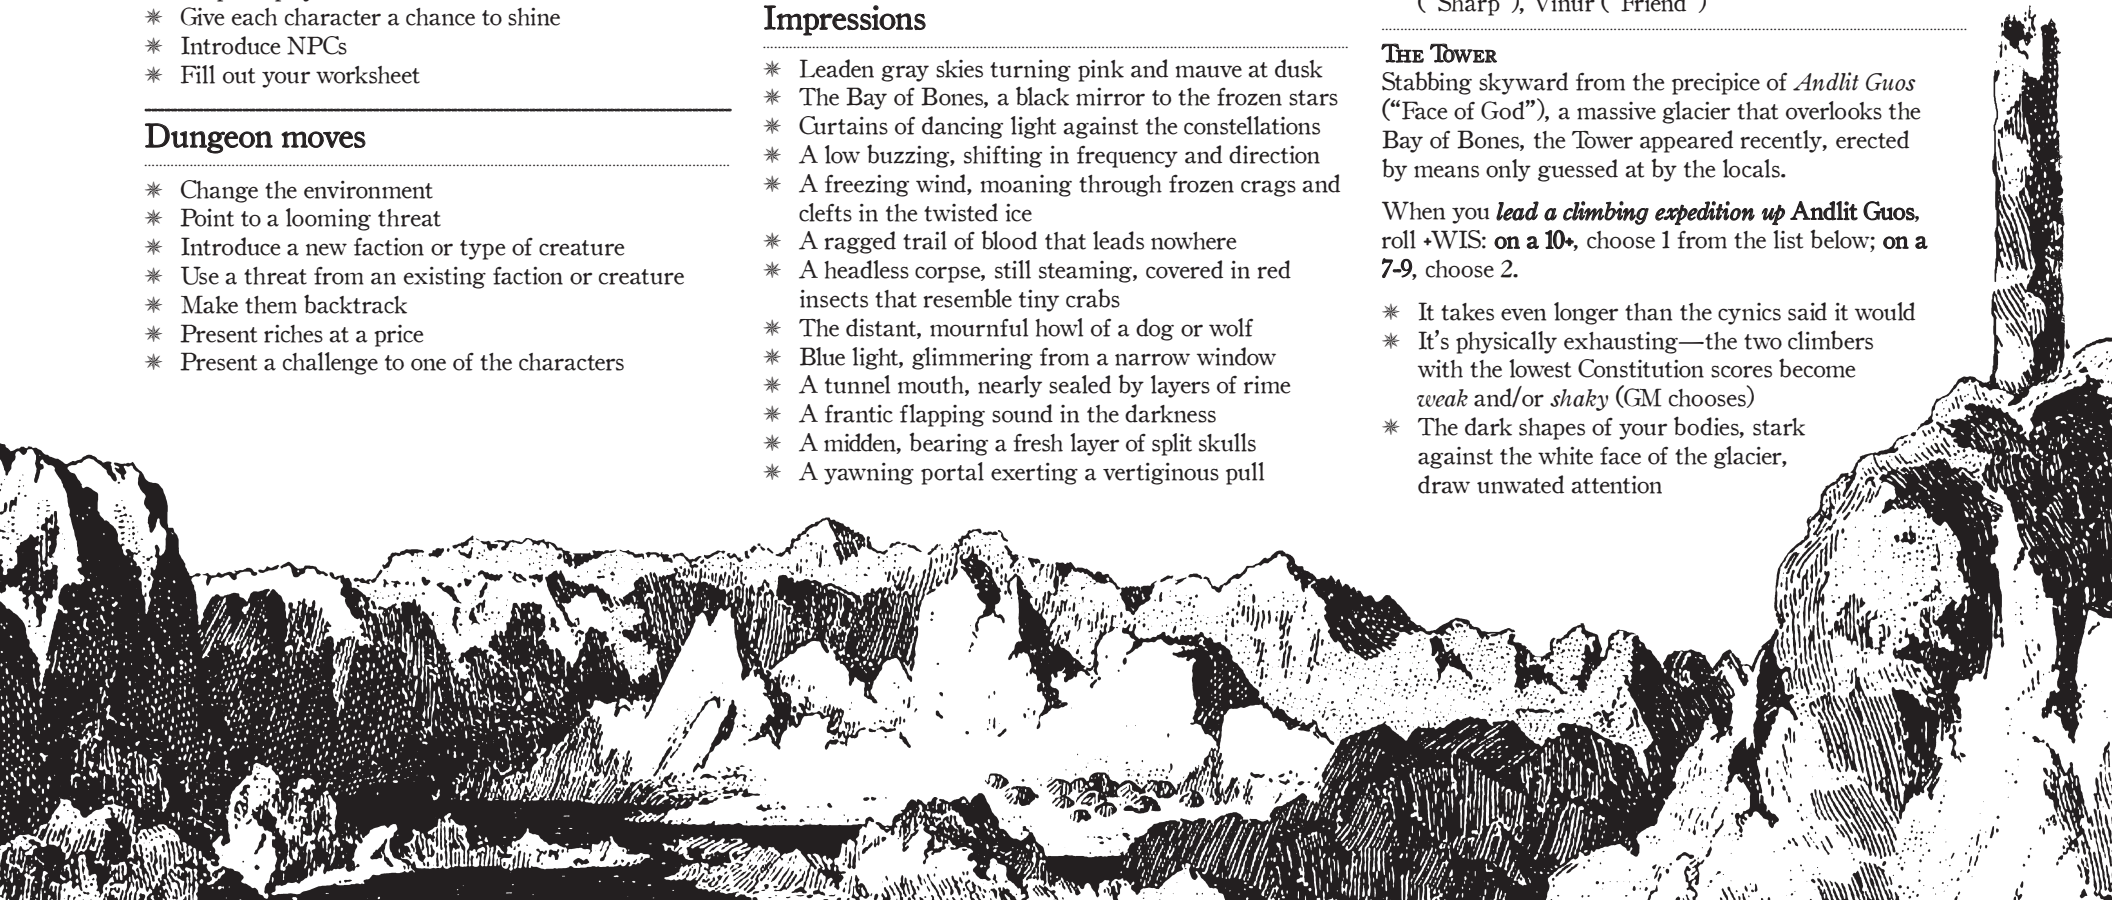 Give each character a chance to shine
Introduce NPCs
Fill out your worksheet
Dungeon moves
Change the environment
Point to a looming threat
Introduce a new faction or type of creature
Use a threat from an existing faction or creature
Make them backtrack
Present riches at a price
Present a challenge to one of the characters
Impressions
Leaden gray skies turning pink and mauve at dusk
The Bay of Bones, a black mirror to the frozen stars
Curtains of dancing light against the constellations
A low buzzing, shifting in frequency and direction
A freezing wind, moaning through frozen crags and
clefts in the twisted ice
A ragged trail of blood that leads nowhere
A headless corpse, still steaming, covered in red
insects that resemble tiny crabs
The distant, mournful howl of a dog or wolf
Blue light, glimmering from a narrow window
A tunnel mouth, nearly sealed by layers of rime
A frantic flapping sound in the darkness
A midden, bearing a fresh layer of split skulls
A yawning portal exerting a vertiginous pull
("Sharp"), Vinur ("Friend")
The Tower
Stabbing skyward from the precipice of Andlit Guos
(“Face of God”), a massive glacier that overlooks the
Bay of Bones, the Tower appeared recently, erected
by means only guessed at by the locals.
When you lead a climbing expedition up Andlit Guos,
roll +WIS: on a 10+, choose 1 from the list below; on a
7-9, choose 2.
It takes even longer than the cynics said it would
It’s physically exhausting—the two climbers
with the lowest Constitution scores become
weak and/or shaky (GM chooses)
The dark shapes of your bodies, stark
against the white face of the glacier,
draw unwated attention